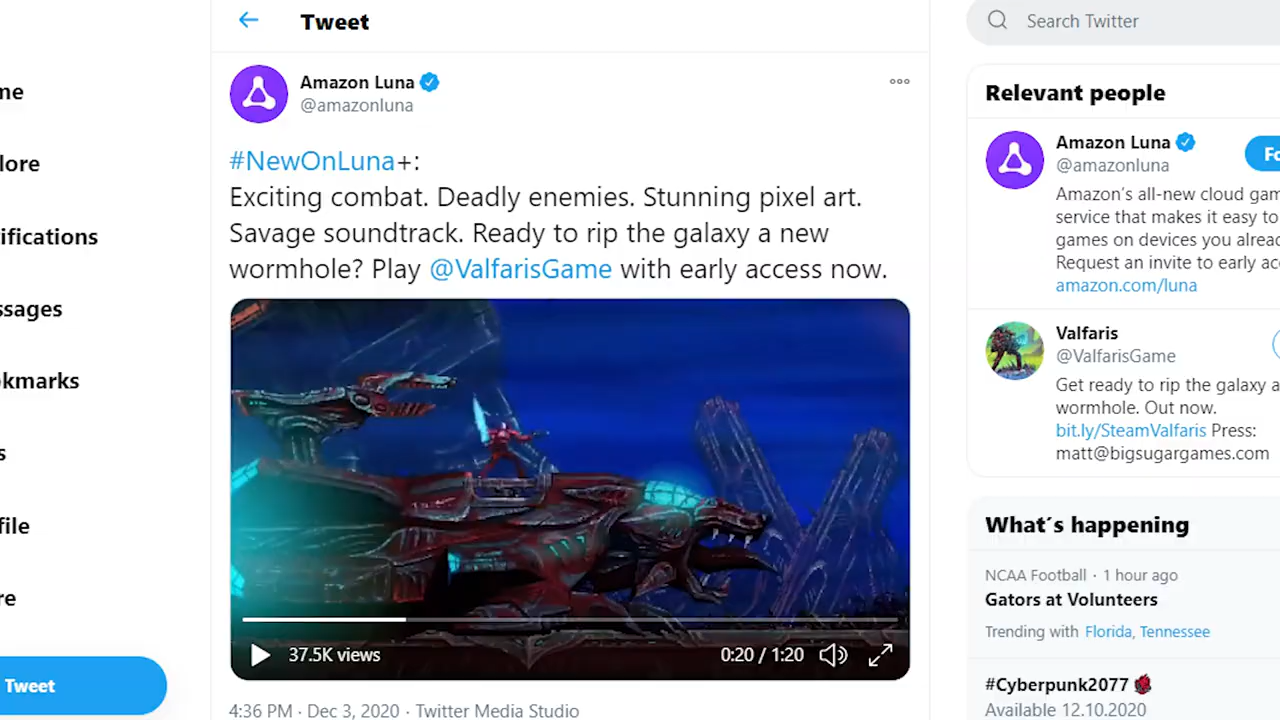 Tweet
Search Twitter
Amazon Luna
@amazonluna
#NewOnLuna+:
Exciting combat. Deadly enemies. Stunning pixel art.
Savage soundtrack. Ready to rip the galaxy a new
wormhole? Play @ValfarisGame with early access now.
37.5K views
0:20 / 1:20
4:36 PM · Dec 3, 2020 · Twitter Media Studio
me
lore
ifications
ssages
kmarks
s
file
re
Tweet
Relevant people
Amazon Luna
@amazonluna
Fo
Amazon's all-new cloud gam
service that makes it easy to
games on devices you alread
Request an invite to early acc
amazon.com/luna
Valfaris
@ValfarisGame
Get ready to rip the galaxy a
wormhole. Out now.
bit.ly/SteamValfaris Press:
matt@bigsugargames.com
What's happening
NCAA Football · 1 hour ago
Gators at Volunteers
Trending with Florida, Tennessee
#Cyberpunk2077
Available 12.10.2020